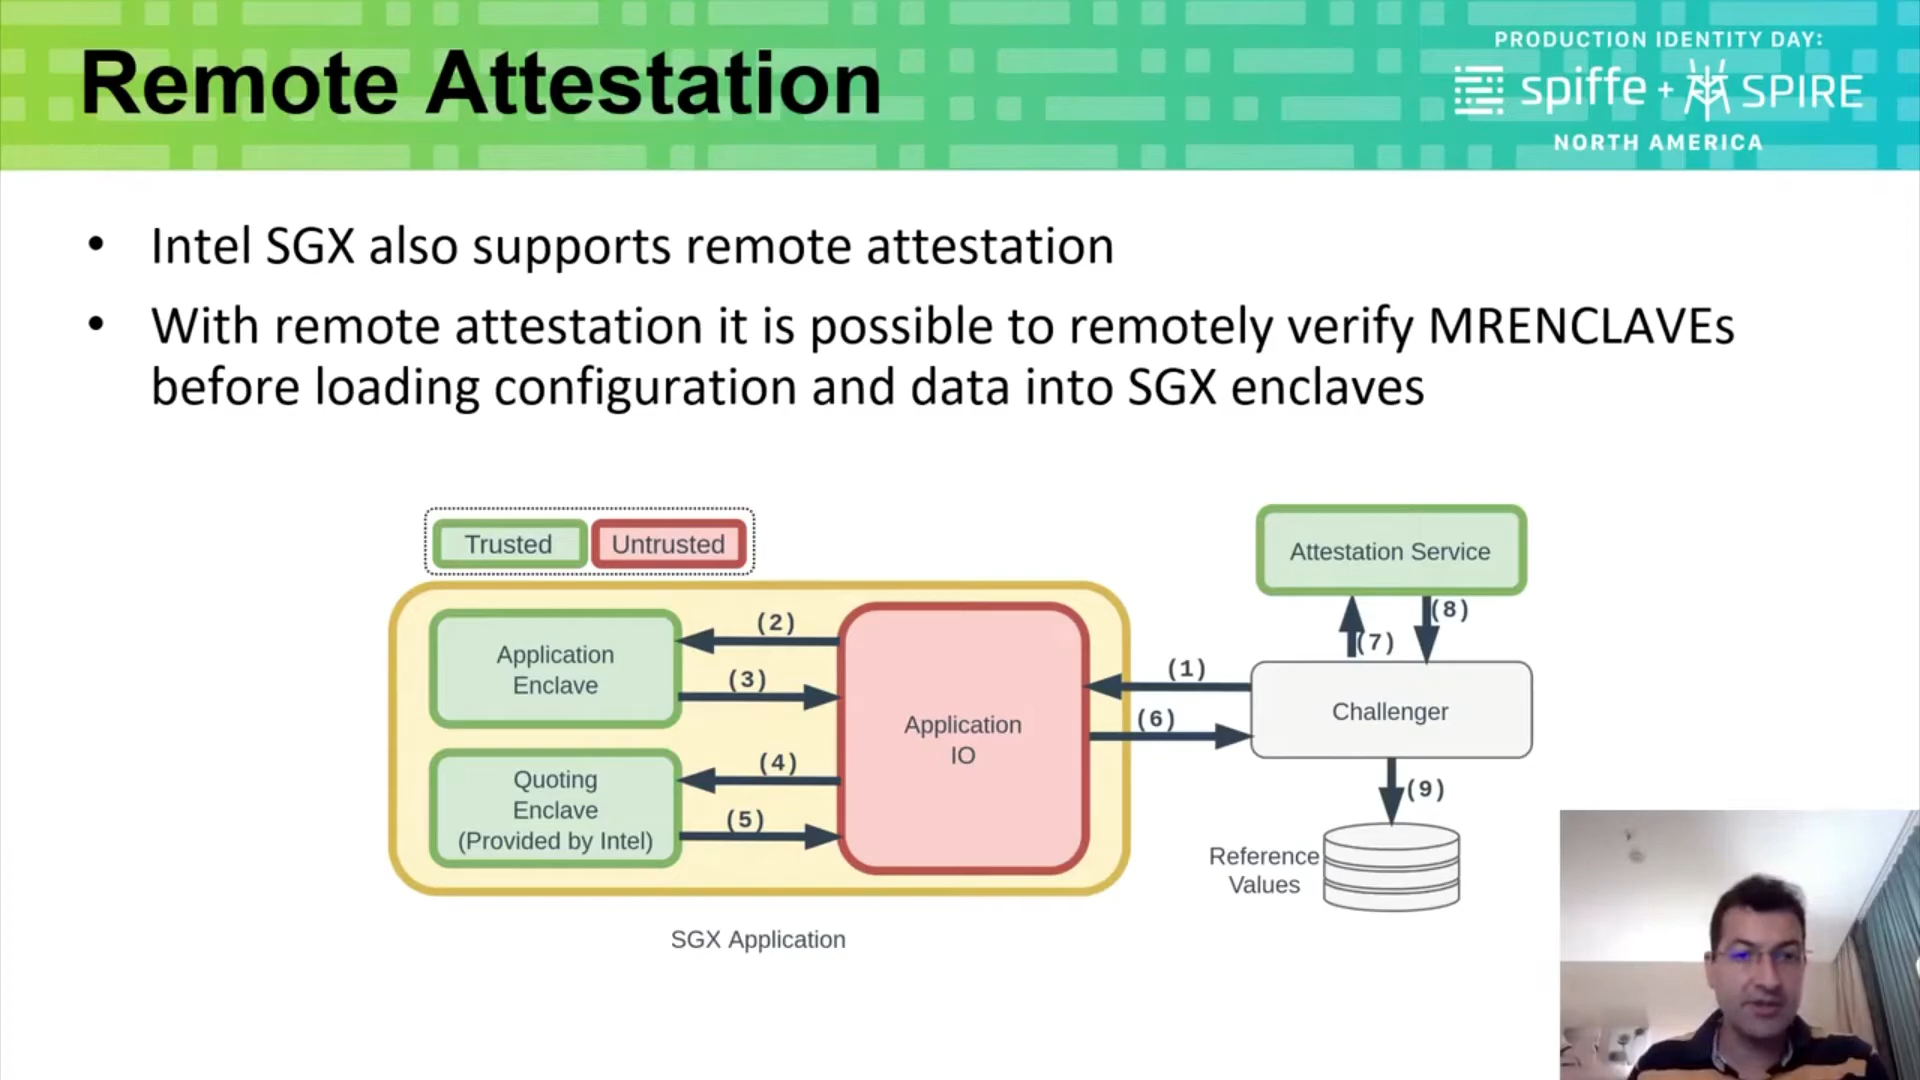 Remote Attestation
PRODUCTION IDENTITY DAY:
spiffe + SPIRE
NORTH AMERICA
• Intel SGX also supports remote attestation
• With remote attestation it is possible to remotely verify MRENCLAVEs
before loading configuration and data into SGX enclaves
Trusted
Untrusted
Application
Enclave
Quoting
Enclave
(Provided by Intel)
(2)
(3)
(4)
(5)
Application
IO
(1)
(6)
Attestation Service
(7)
(8)
Challenger
(9)
Reference
Values
SGX Application